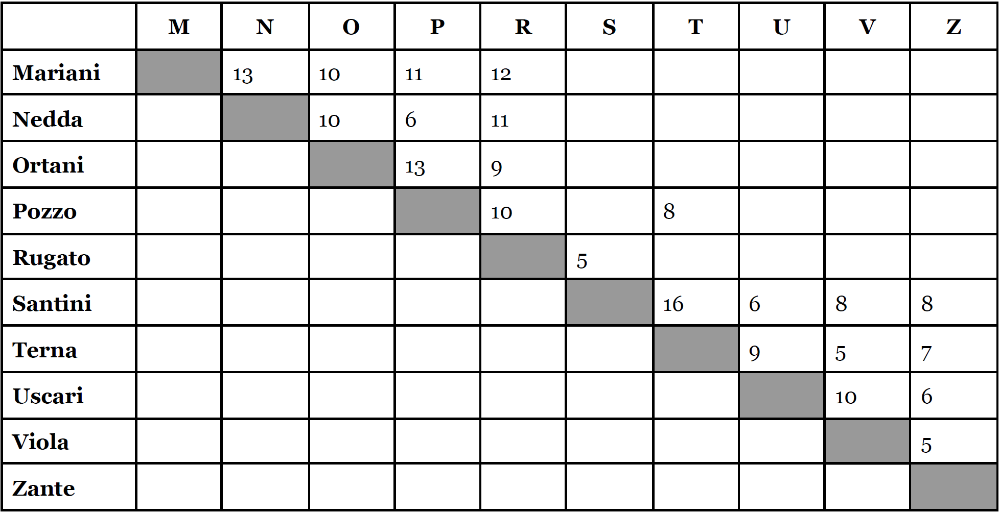 M N O P R S T U V Z
Mariani 13 10 11 12
Nedda 10 6 11
Ortani 13 9
Pozzo 10 8
Rugato 5
Santini 16 6 8 8
Terna 9 5 7
Uscari 10 6
Viola 5
Zante